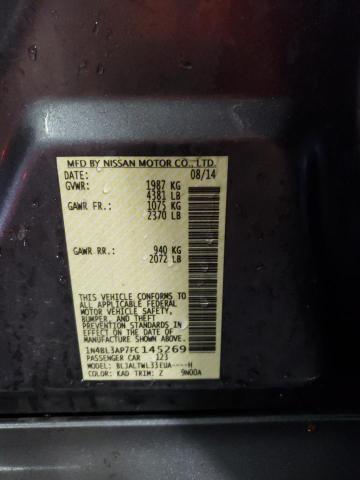 MFD BY NISSAN MOTOR CO., LTD.
DATE: 08/14
GVWR: 1987 KG
4381 LB
GAWR FR.: 1075 KG
2370 LB
GAWR RR.: 940 KG
2072 LB
THIS VEHICLE CONFORMS TO
ALL APPLICABLE FEDERAL
MOTOR VEHICLE SAFETY,
BUMPER, AND THEFT
PREVENTION STANDARDS IN
EFFECT ON THE DATE OF
MANUFACTURE SHOWN ABOVE.
1N4BL3AP7FC145269
PASSENGER CAR 123
MODEL: BL3ALTWL33EUA----H
COLOR: KAD TRIM: Z 9N00A